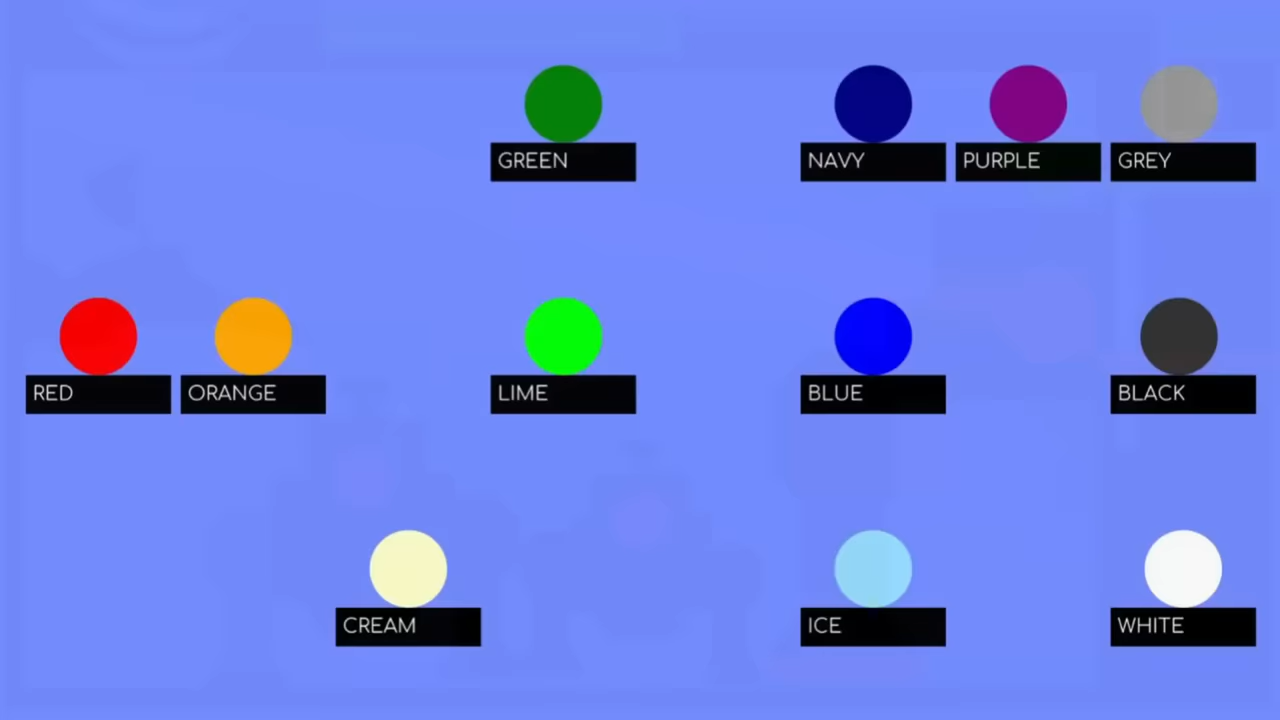 GREEN
NAVY
PURPLE
GREY
RED
ORANGE
LIME
BLUE
BLACK
CREAM
ICE
WHITE